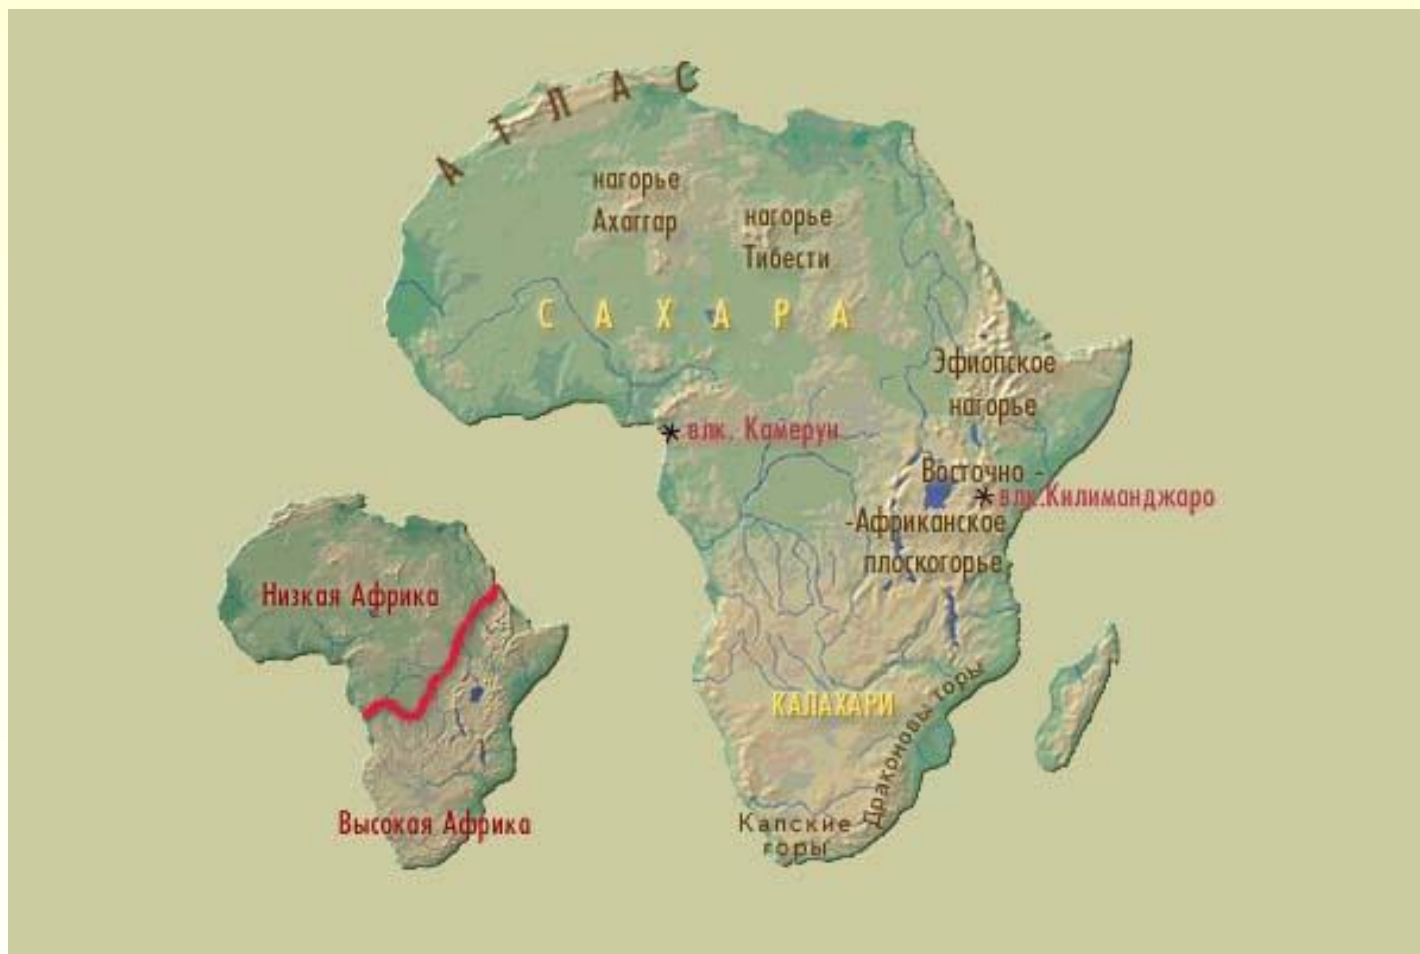 АТЛАС
нагорье
Ахаггар
нагорье
Тибести
САХАРА
Эфиопское
нагорье
влк. Камерун
Восточно -
влк.Килиманджаро
-Африканское
плоскогорье
Низкая Африка
КАЛАХАРИ
Драконовы горы
Высокая Африка
Капские
горы